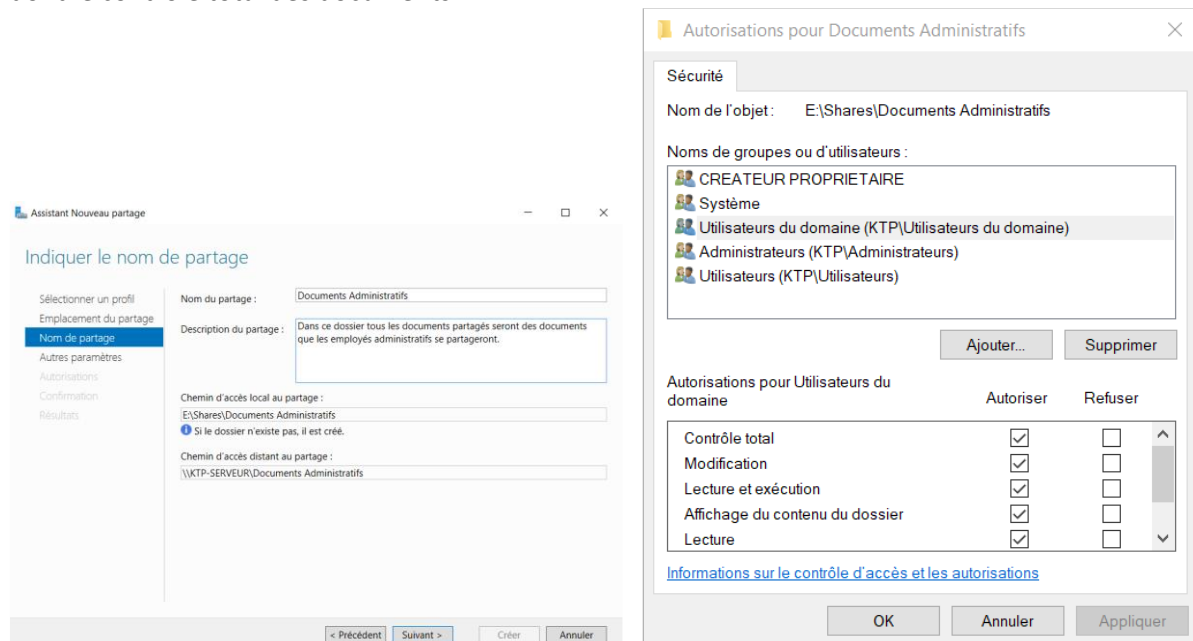 Assistant Nouveau partage
Indiquer le nom de partage
Sélectionner un profil
Emplacement du partage
Nom de partage
Autres paramètres
Autorisations
Confirmation
Résultats
Nom du partage :
Documents Administratifs
Description du partage :
Dans ce dossier tous les documents partagés seront des documents
que les employés administratifs se partageront.
Chemin d'accès local au partage :
E:\Shares\Documents Administratifs
Si le dossier n'existe pas, il est créé.
Chemin d'accès distant au partage :
\\KTP-SERVEUR\Documents Administratifs
< Précédent
Suivant >
Créer
Annuler
Autorisations pour Documents Administratifs
Sécurité
Nom de l'objet : E:\Shares\Documents Administratifs
Noms de groupes ou d'utilisateurs :
CREATEUR PROPRIETAIRE
Système
Utilisateurs du domaine (KTP\Utilisateurs du domaine)
Administrateurs (KTP\Administrateurs)
Utilisateurs (KTP\Utilisateurs)
Ajouter...
Supprimer
Autorisations pour Utilisateurs du
domaine
Autoriser
Refuser
Contrôle total
Modification
Lecture et exécution
Affichage du contenu du dossier
Lecture
Informations sur le contrôle d'accès et les autorisations
OK
Annuler
Appliquer